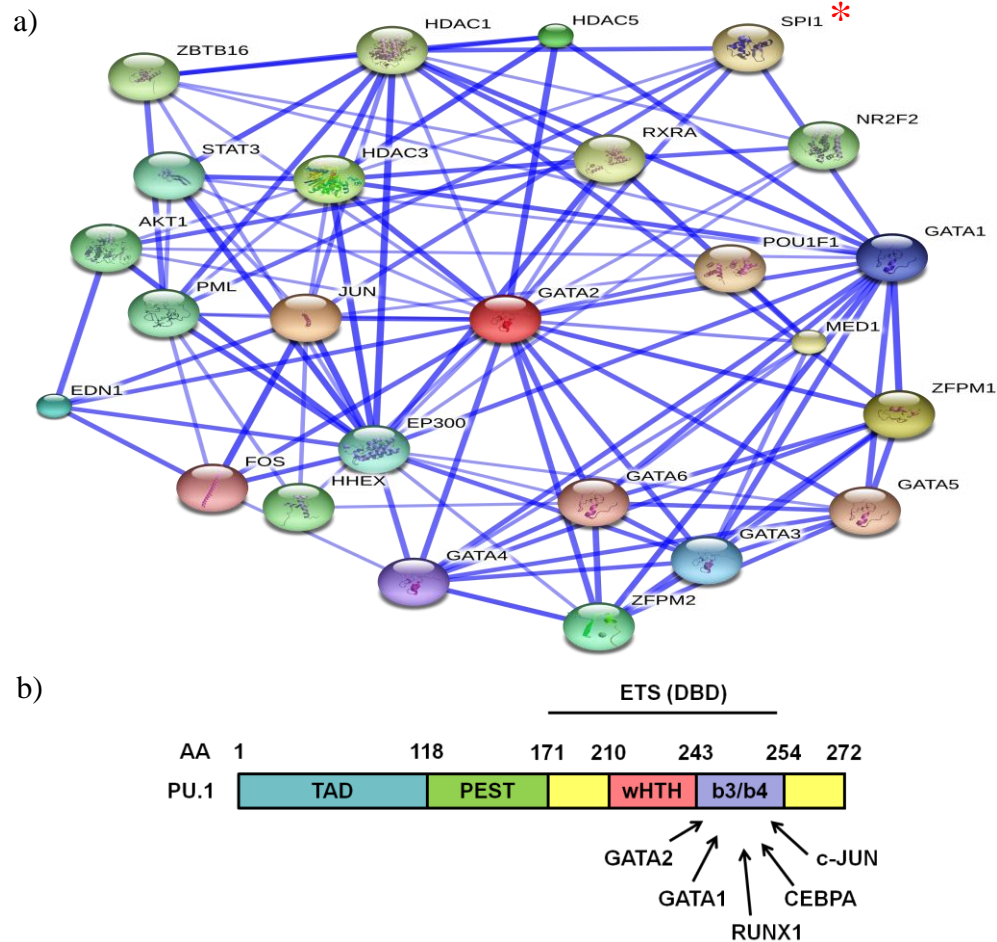 a)
HDAC1
HDAC5
SPI1 *
ZBTB16
NR2F2
STAT3
HDAC3
RXRA
AKT1
GATA1
POU1F1
PML
JUN
GATA2
MED1
EDN1
ZFPM1
EP300
FOS
HHEX
GATA6
GATA5
GATA3
GATA4
ZFPM2
b)
ETS (DBD)
AA 1 118 171 210 243 254 272
PU.1 TAD PEST wHTH b3/b4
GATA2 c-JUN
GATA1 CEBPA
RUNX1